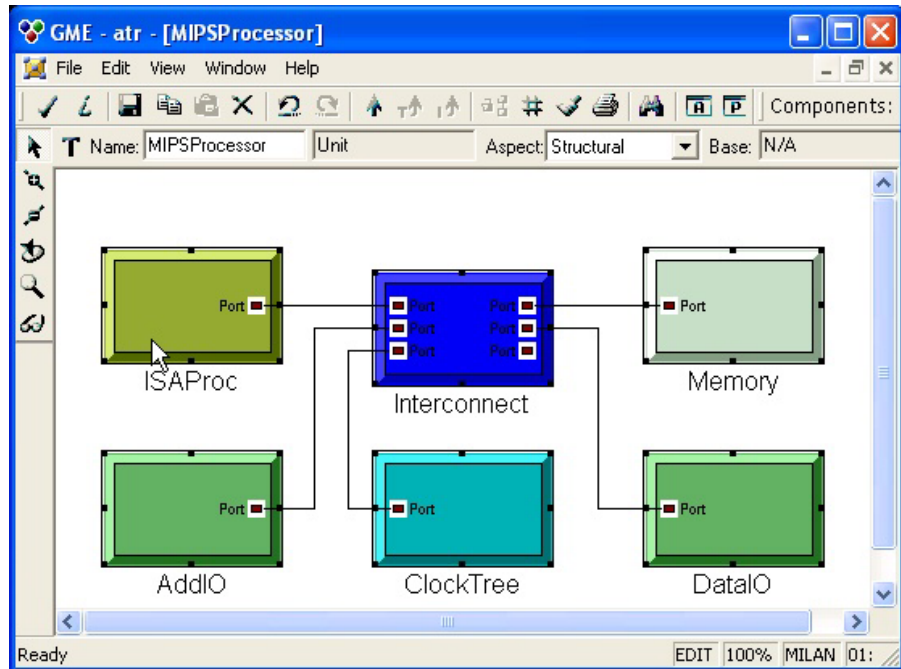 GME - atr - [MIPSProcessor]
File Edit View Window Help
Components:
Name: MIPSProcessor Unit Aspect: Structural Base: N/A
Port Port Port Port
Port Port
Port Port
ISAProc Interconnect Memory
Port Port Port
AddIO ClockTree DataIO
Ready EDIT 100% MILAN 01: